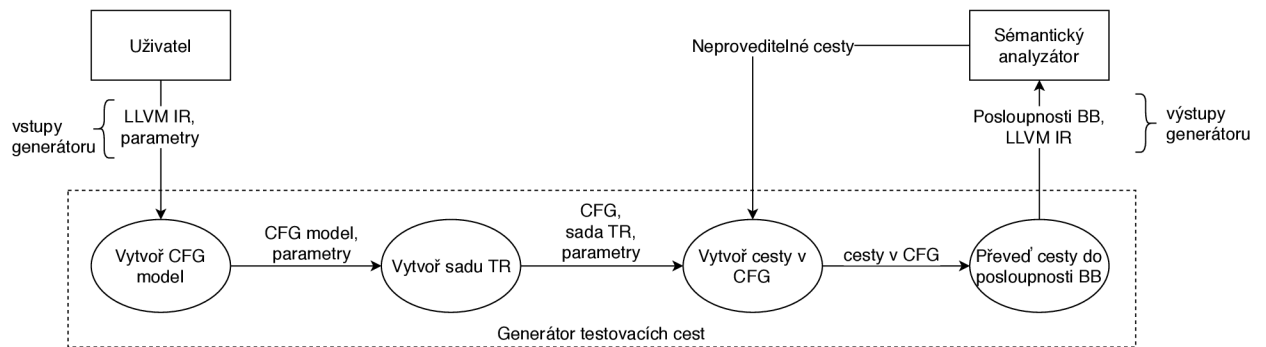 Uživatel
Neproveditelné cesty
Sémantický
analyzátor
vstupy
generátoru
LLVM IR,
parametry
Posloupnosti BB,
LLVM IR
výstupy
generátoru
Vytvoř CFG
model
CFG model,
parametry
Vytvoř sadu TR
CFG,
sada TR,
parametry
Vytvoř cesty v
CFG
cesty v CFG
Převeď cesty do
posloupnosti BB
Generátor testovacích cest